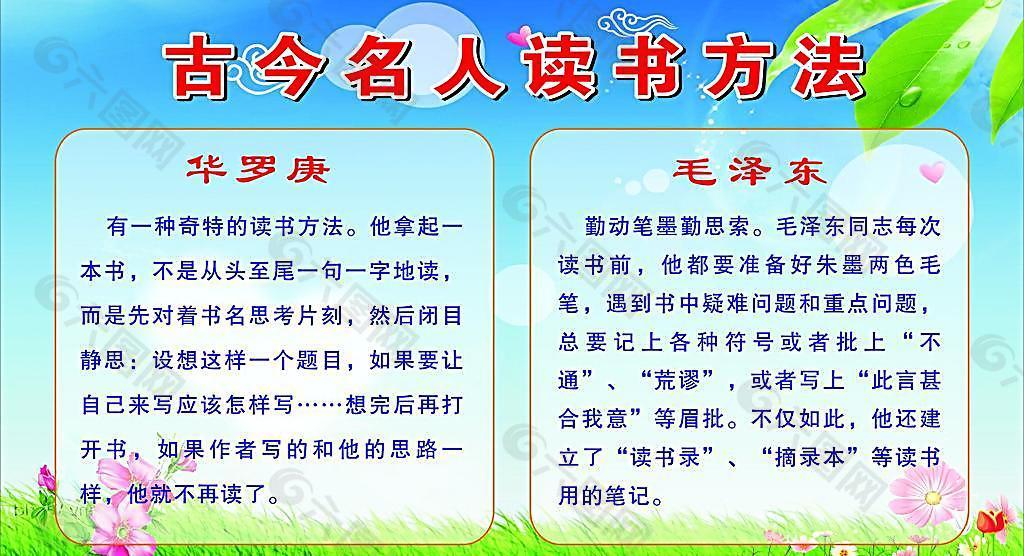 古今名人读书方法
华罗庚
有一种奇特的读书方法。他拿起一
本书，不是从头至尾一句一字地读，
而是先对着书名思考片刻，然后闭目
静思：设想这样一个题目，如果要让
自己来写应该怎样写……想完后再打
开书，如果作者写的和他的思路一
样，他就不再读了。
毛泽东
勤动笔墨勤思索。毛泽东同志每次
读书前，他都要准备好朱墨两色毛
笔，遇到书中疑难问题和重点问题，
总要记上各种符号或者批上“不
通”、“荒谬”，或者写上“此言甚
合我意”等眉批。不仅如此，他还建
立了“读书录”、“摘录本”等读书
用的笔记。
六图网